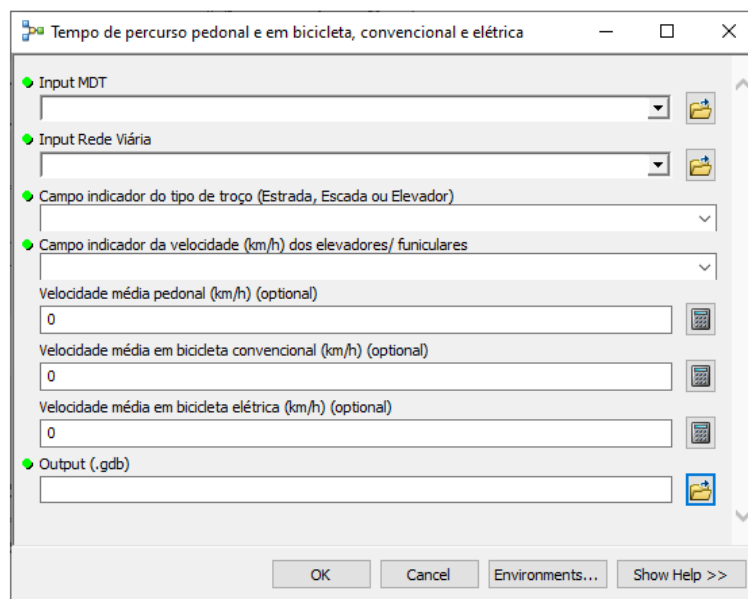 Tempo de percurso pedonal e em bicicleta, convencional e elétrica
Input MDT
Input Rede Viária
Campo indicador do tipo de troço (Estrada, Escada ou Elevador)
Campo indicador da velocidade (km/h) dos elevadores/ funiculares
Velocidade média pedonal (km/h) (optional)
0
Velocidade média em bicicleta convencional (km/h) (optional)
0
Velocidade média em bicicleta elétrica (km/h) (optional)
0
Output (.gdb)
OK Cancel Environments... Show Help >>